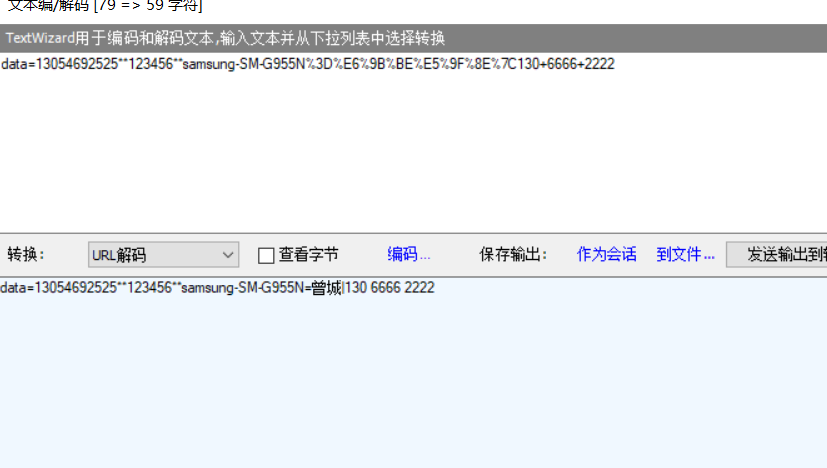 文本编/解码 [79 => 59 字符]
TextWizard用于编码和解码文本,输入文本并从下拉列表中选择转换
data=13054692525**123456**samsung-SM-G955N%3D%E6%9B%BE%E5%9F%8E%7C130+6666+2222
转换: URL解码 查看字节 编码... 保存输出: 作为会话 到文件... 发送输出到
data=13054692525**123456**samsung-SM-G955N=曾城|130 6666 2222